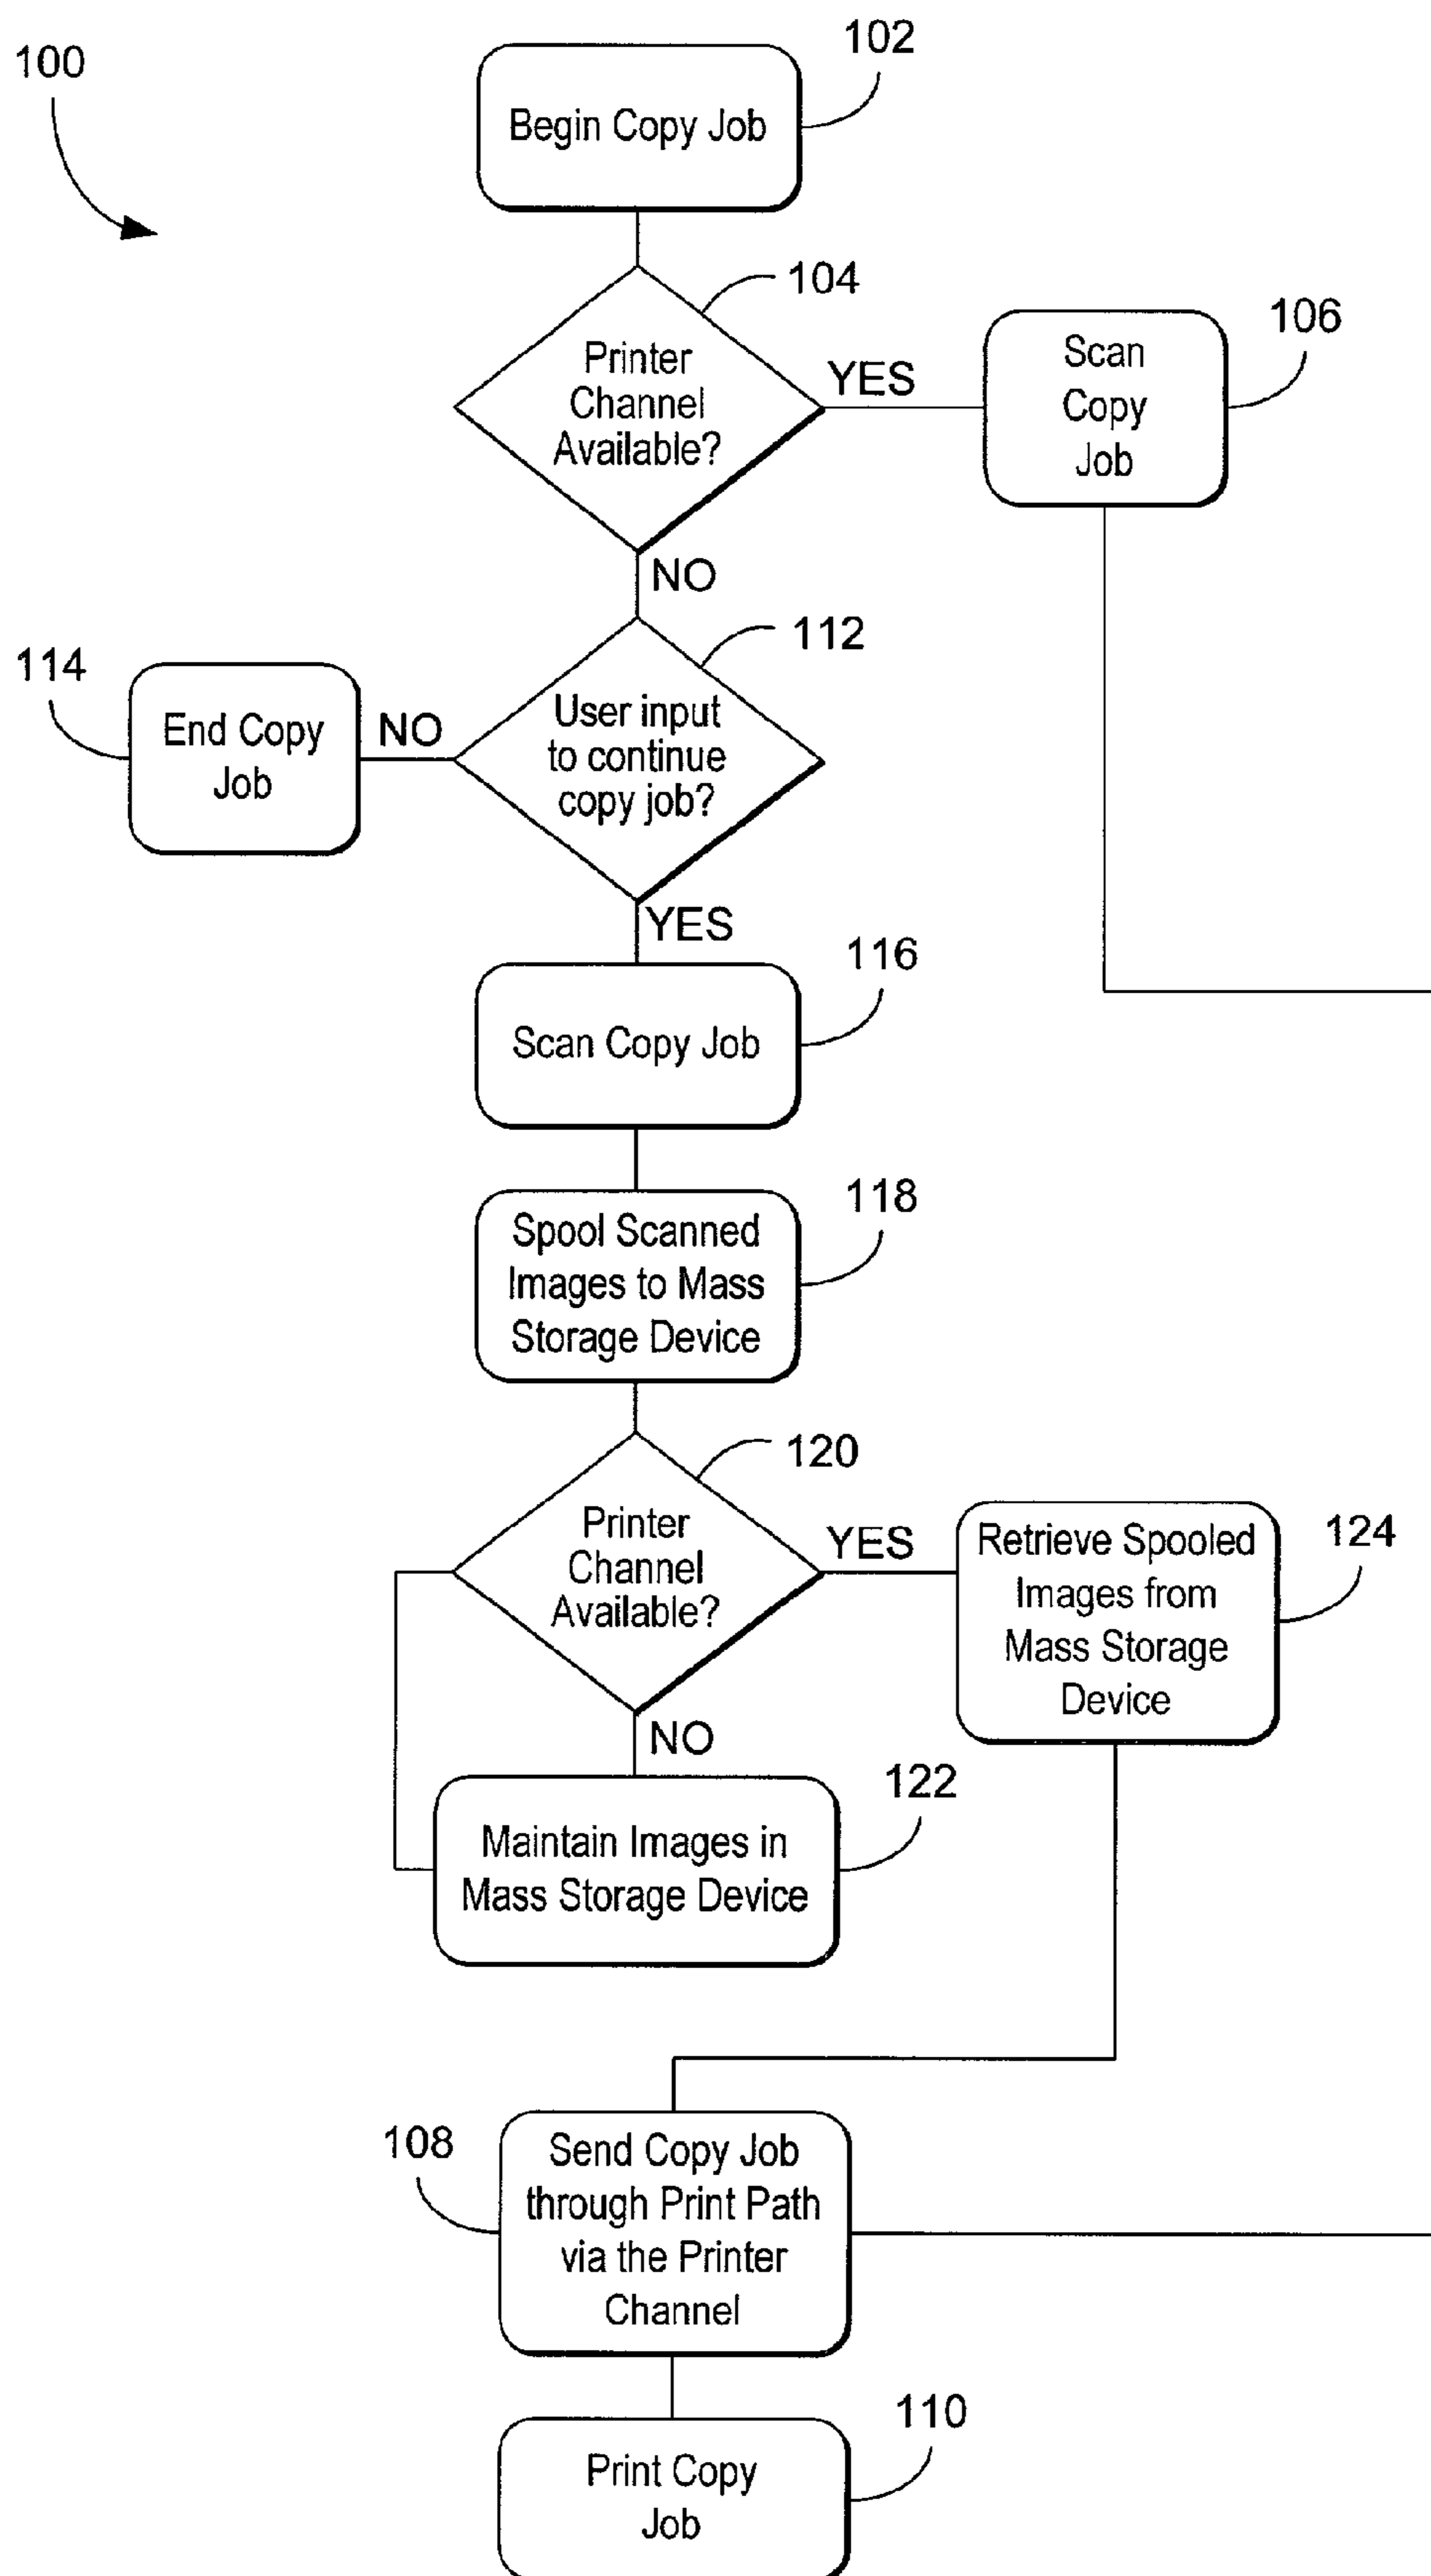 100
102
Begin Copy Job
104
Printer
Channel
Available?
YES
106
Scan
Copy
Job
NO
112
User input
to continue
copy job?
NO
114
End Copy
Job
YES
116
Scan Copy Job
118
Spool Scanned
Images to Mass
Storage Device
120
Printer
Channel
Available?
YES
124
Retrieve Spooled
Images from
Mass Storage
Device
NO
122
Maintain Images in
Mass Storage Device
108
Send Copy Job
through Print Path
via the Printer
Channel
110
Print Copy
Job